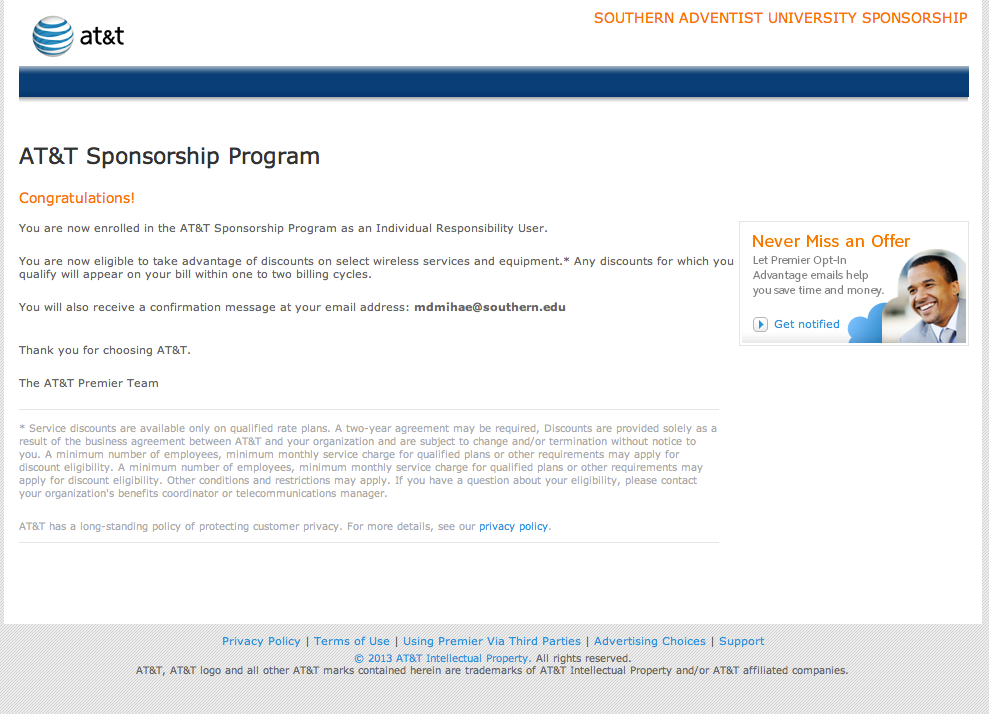 at&t
SOUTHERN ADVENTIST UNIVERSITY SPONSORSHIP
AT&T Sponsorship Program
Congratulations!
You are now enrolled in the AT&T Sponsorship Program as an Individual Responsibility User.
You are now eligible to take advantage of discounts on select wireless services and equipment.* Any discounts for which you
qualify will appear on your bill within one to two billing cycles.
You will also receive a confirmation message at your email address: mdmihae@southern.edu
Thank you for choosing AT&T.
The AT&T Premier Team
Never Miss an Offer
Let Premier Opt-In
Advantage emails help
you save time and money.
Get notified
* Service discounts are available only on qualified rate plans. A two-year agreement may be required, Discounts are provided solely as a
result of the business agreement between AT&T and your organization and are subject to change and/or termination without notice to
you. A minimum number of employees, minimum monthly service charge for qualified plans or other requirements may apply for
discount eligibility. A minimum number of employees, minimum monthly service charge for qualified plans or other requirements may
apply for discount eligibility. Other conditions and restrictions may apply. If you have a question about your eligibility, please contact
your organization's benefits coordinator or telecommunications manager.
AT&T has a long-standing policy of protecting customer privacy. For more details, see our privacy policy.
Privacy Policy | Terms of Use | Using Premier Via Third Parties | Advertising Choices | Support
© 2013 AT&T Intellectual Property. All rights reserved.
AT&T, AT&T logo and all other AT&T marks contained herein are trademarks of AT&T Intellectual Property and/or AT&T affiliated companies.